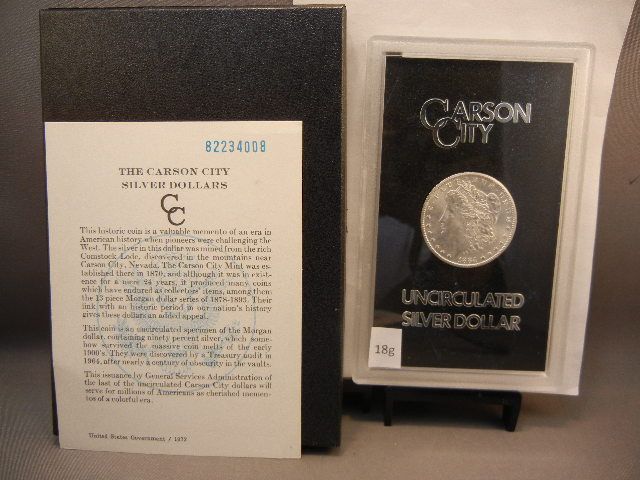 82234008
THE CARSON CITY
SILVER DOLLARS
CC
This historic coin is a valuable memento of an era in
American history when pioneers were challenging the
West. The silver in this dollar was mined from the rich
Comstock Lode, discovered in the mountains near
Carson City, Nevada. The Carson City Mint was es-
tablished there in 1870; and although it was in exist-
ence for a mere 24 years, it produced many coins
which have endured as collectors' items, among them
the 13 piece Morgan dollar series of 1878-1893. Their
link with an historic period in our nation's history
gives these dollars an added appeal.
This coin is an uncirculated specimen of the Morgan
dollar, containing ninety percent silver, which some-
how survived the massive coin melts of the early
1900's. They were discovered by a Treasury audit in
1964, after nearly a century of obscurity in the vaults.
This issuance by General Services Administration of
the last of the uncirculated Carson City dollars will
serve for millions of Americans as cherished memen-
tos of a colorful era.
United States Government / 1972
CARSON
CITY
UNCIRCULATED
SILVER DOLLAR
18g